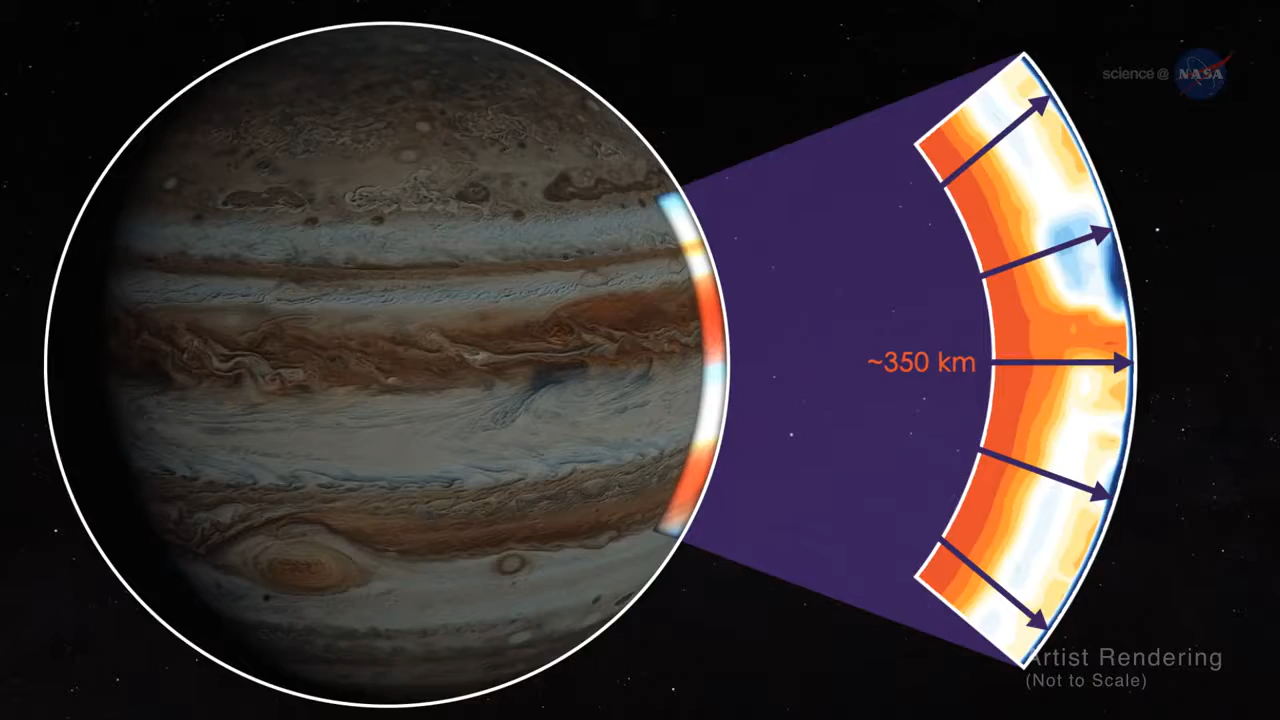 science @ NASA
~350 km
Artist Rendering
(Not to Scale)